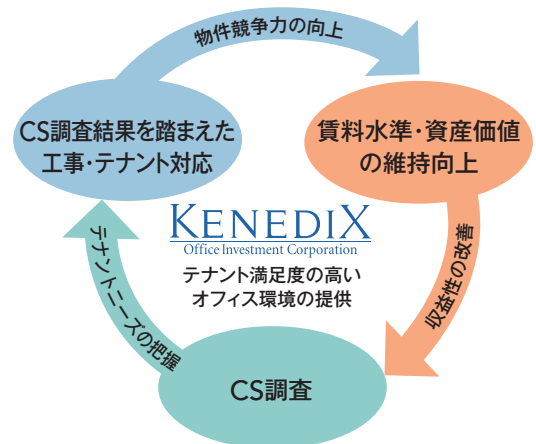 物件競争力の向上
CS調査結果を踏まえた
工事・テナント対応
賃料水準・資産価値
の維持向上
KENEDIX
Office Investment Corporation
テナント満足度の高い
オフィス環境の提供
テナントニーズの把握
収益性の改善
CS調査